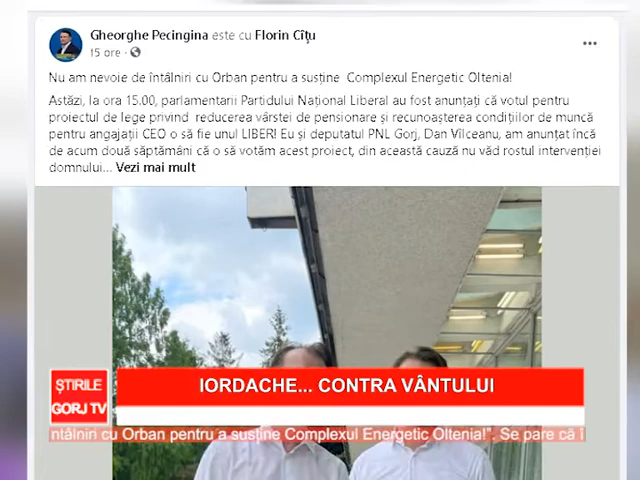 Gheorghe Pecingina este cu Florin Cîțu
15 ore
Nu am nevoie de întâlniri cu Orban pentru a susține Complexul Energetic Oltenia!
Astăzi, la ora 15.00, parlamentarii Partidului Național Liberal au fost anunțați că votul pentru
proiectul de lege privind reducerea vârstei de pensionare și recunoașterea condițiilor de muncă
pentru angajații CEO o să fie unul LIBER! Eu și deputatul PNL Gorj, Dan Vîlceanu, am anunțat încă
de acum două săptămâni că o să votăm acest proiect, din această cauză nu văd rostul intervenției
domnului... Vezi mai mult
ȘTIRILE
GORJ TV
IORDACHE... CONTRA VÂNTULUI
ntâlniri cu Orban pentru a susține Complexul Energetic Oltenia!”, Se pare că î